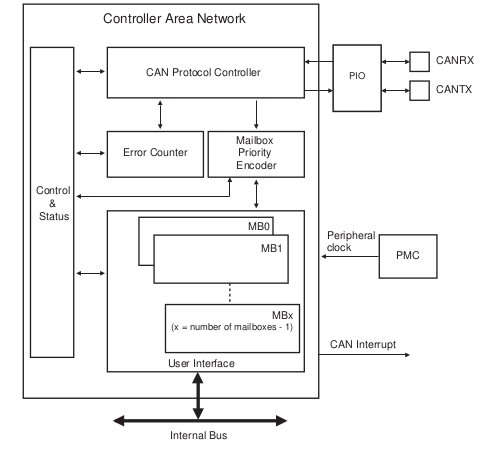 Controller Area Network
CAN Protocol Controller
PIO
CANRX
CANTX
Error Counter
Mailbox
Priority
Encoder
Control
&
Status
MB0
MB1
MBx
(x = number of mailboxes - 1)
User Interface
Peripheral
clock
PMC
CAN Interrupt
Internal Bus